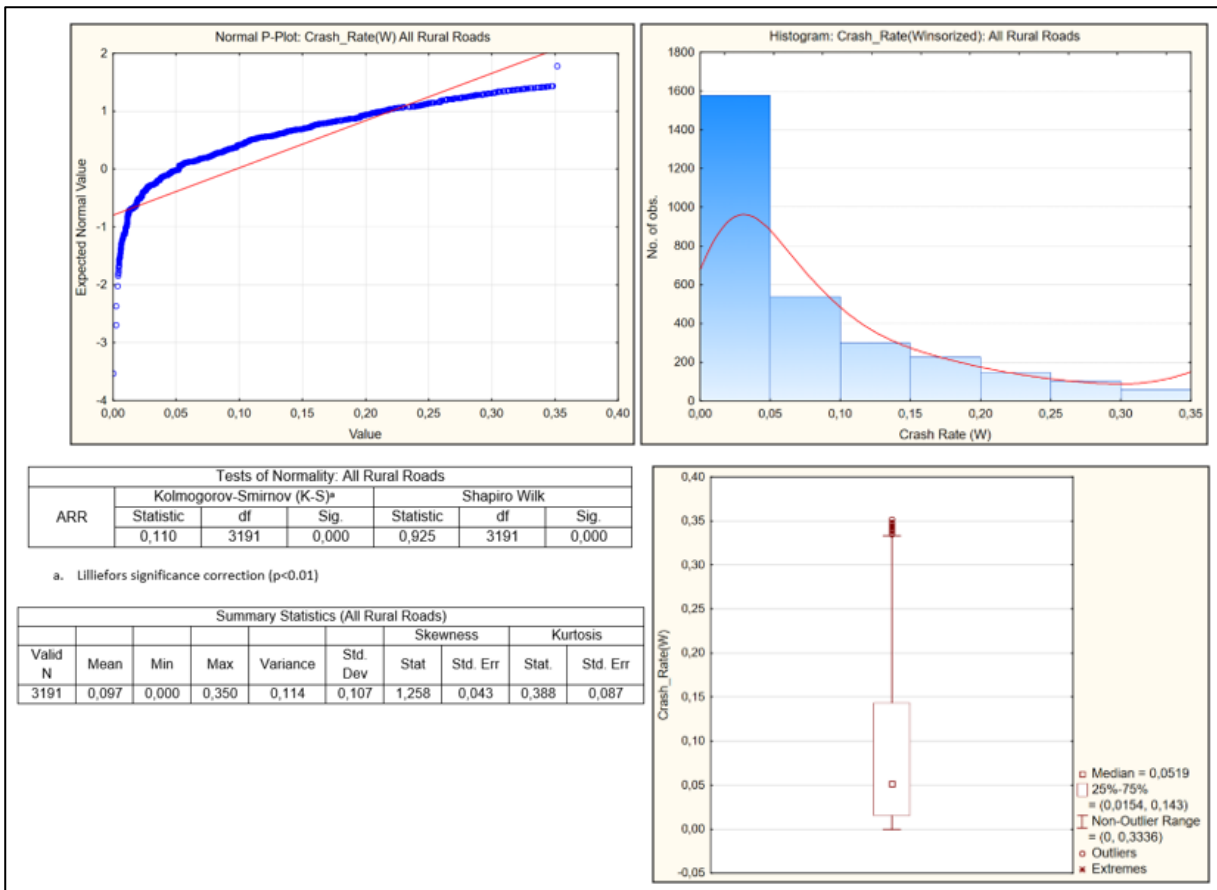 Normal P-Plot: Crash_Rate(W) All Rural Roads
2
1
0
-1
-2
-3
-4
Expected Normal Value
0,00 0,05 0,10 0,15 0,20 0,25 0,30 0,35 0,40
Value
Histogram: Crash_Rate(Winsorized): All Rural Roads
1800
1600
1400
1200
1000
800
600
400
200
0
No. of obs.
0,00 0,05 0,10 0,15 0,20 0,25 0,30 0,35
Crash Rate (W)
Tests of Normality: All Rural Roads
ARR Kolmogorov-Smirnov (K-S)ᵃ Shapiro Wilk
Statistic df Sig. Statistic df Sig.
0,110 3191 0,000 0,925 3191 0,000
a. Lilliefors significance correction (p<0.01)
Summary Statistics (All Rural Roads)
Skewness Kurtosis
Valid N Mean Min Max Variance Std. Dev Stat Std. Err Stat. Std. Err
3191 0,097 0,000 0,350 0,114 0,107 1,258 0,043 0,388 0,087
0,40
0,35
0,30
0,25
0,20
0,15
0,10
0,05
0,00
-0,05
Crash_Rate(W)
Median = 0,0519
25%-75%
= (0,0154, 0,143)
Non-Outlier Range
= (0, 0,3336)
Outliers
Extremes